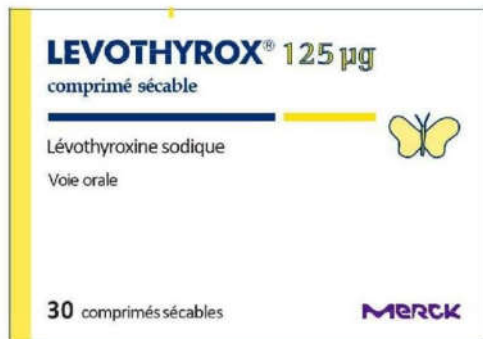 LEVOTHYROX® 125 µg
comprimé sécable
Lévothyroxine sodique
Voie orale
30 comprimés sécables
MERCK